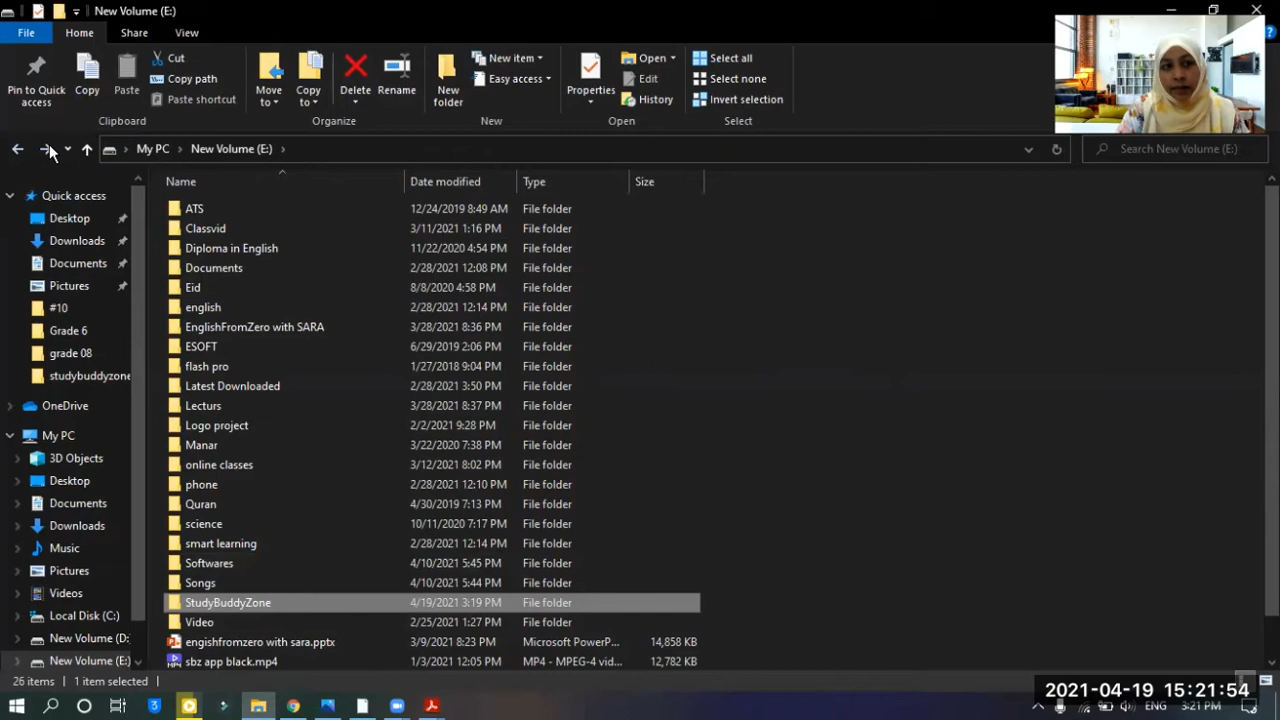 New Volume (E:)
File Home Share View
Pin to Quick access
Copy
Paste
Cut
Copy path
Paste shortcut
Clipboard
Move to
Copy to
Delete
Rename
Organize
New folder
New item
Easy access
New
Properties
Open
Edit
History
Open
Select all
Select none
Invert selection
Select
My PC > New Volume (E:) >
Search New Volume (E:)
Name Date modified Type Size
Quick access
Desktop
Downloads
Documents
Pictures
#10
Grade 6
grade 08
studybuddyzone
OneDrive
My PC
3D Objects
Desktop
Documents
Downloads
Music
Pictures
Videos
Local Disk (C:)
New Volume (D:
New Volume (E:
ATS 12/24/2019 8:49 AM File folder
Classvid 3/11/2021 1:16 PM File folder
Diploma in English 11/22/2020 4:54 PM File folder
Documents 2/28/2021 12:08 PM File folder
Eid 8/8/2020 4:58 PM File folder
english 2/28/2021 12:14 PM File folder
EnglishFromZero with SARA 3/28/2021 8:36 PM File folder
ESOFT 6/29/2019 2:06 PM File folder
flash pro 1/27/2018 9:04 PM File folder
Latest Downloaded 2/28/2021 3:50 PM File folder
Lecturs 3/28/2021 8:37 PM File folder
Logo project 2/2/2021 9:28 PM File folder
Manar 3/22/2020 7:38 PM File folder
online classes 3/12/2021 8:02 PM File folder
phone 2/28/2021 12:10 PM File folder
Quran 4/30/2019 7:13 PM File folder
science 10/11/2020 7:17 PM File folder
smart learning 2/28/2021 12:14 PM File folder
Softwares 4/10/2021 5:45 PM File folder
Songs 4/10/2021 5:44 PM File folder
StudyBuddyZone 4/19/2021 3:19 PM File folder
Video 2/25/2021 1:27 PM File folder
engishfromzero with sara.pptx 3/9/2021 8:23 PM Microsoft PowerP... 14,858 KB
sbz app black.mp4 1/3/2021 12:05 PM MP4 - MPEG-4 vid... 12,782 KB
26 items 1 item selected
2021-04-19 15:21:54
ENG 3:21 PM